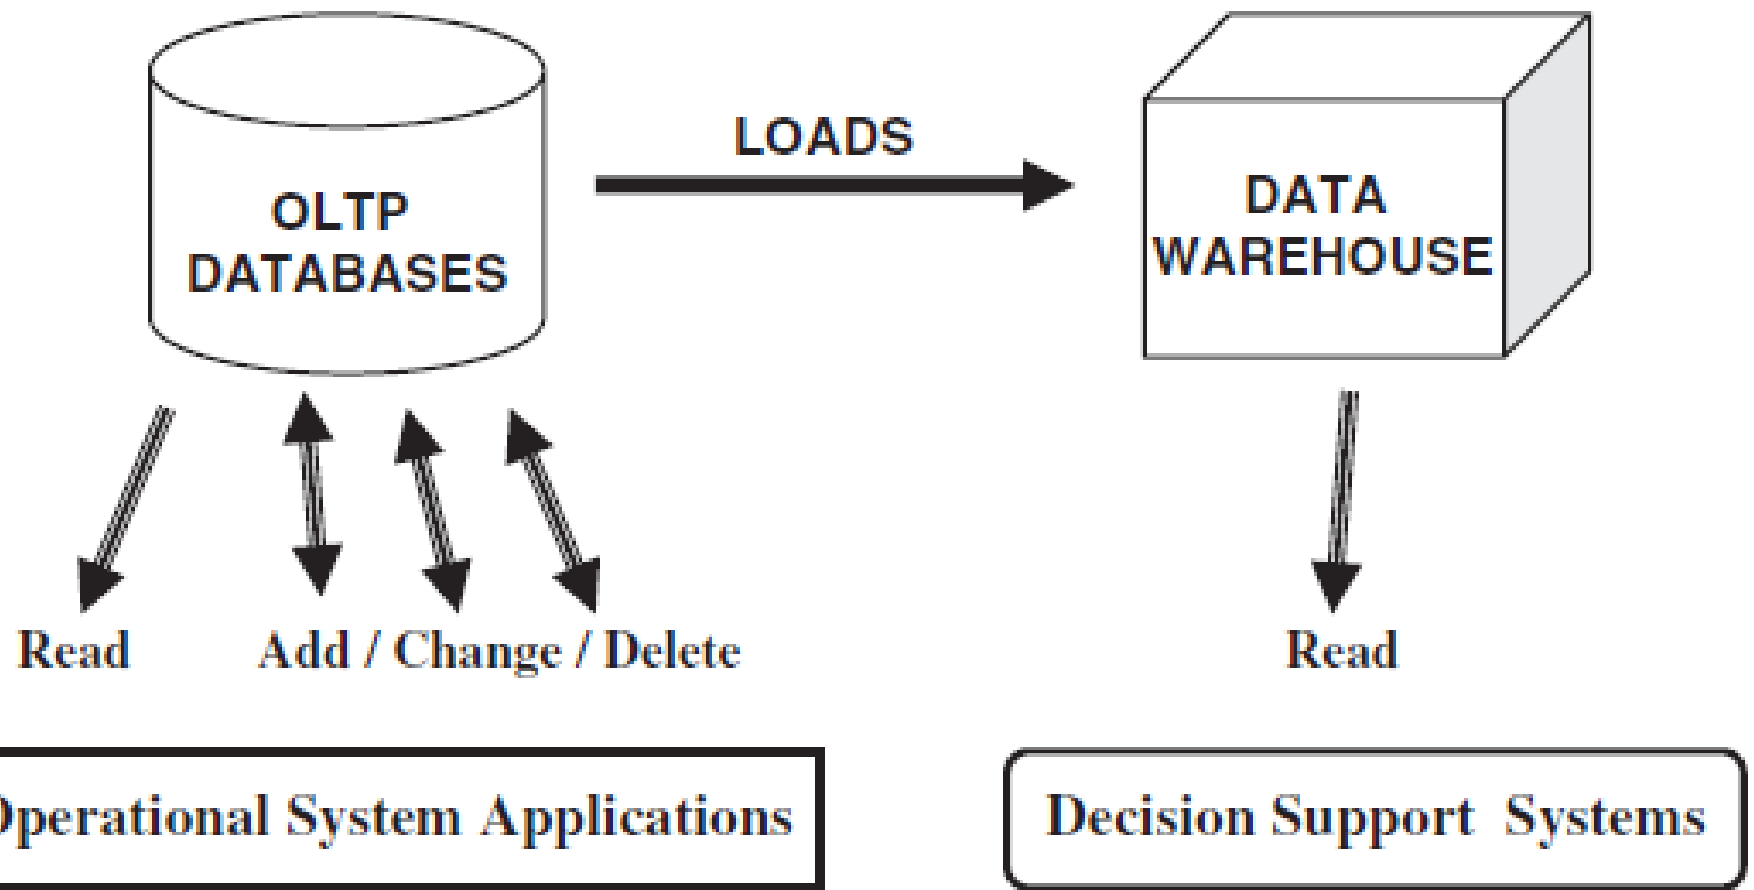 OLTP
DATABASES
LOADS
DATA
WAREHOUSE
Read
Add / Change / Delete
Read
Operational System Applications
Decision Support Systems